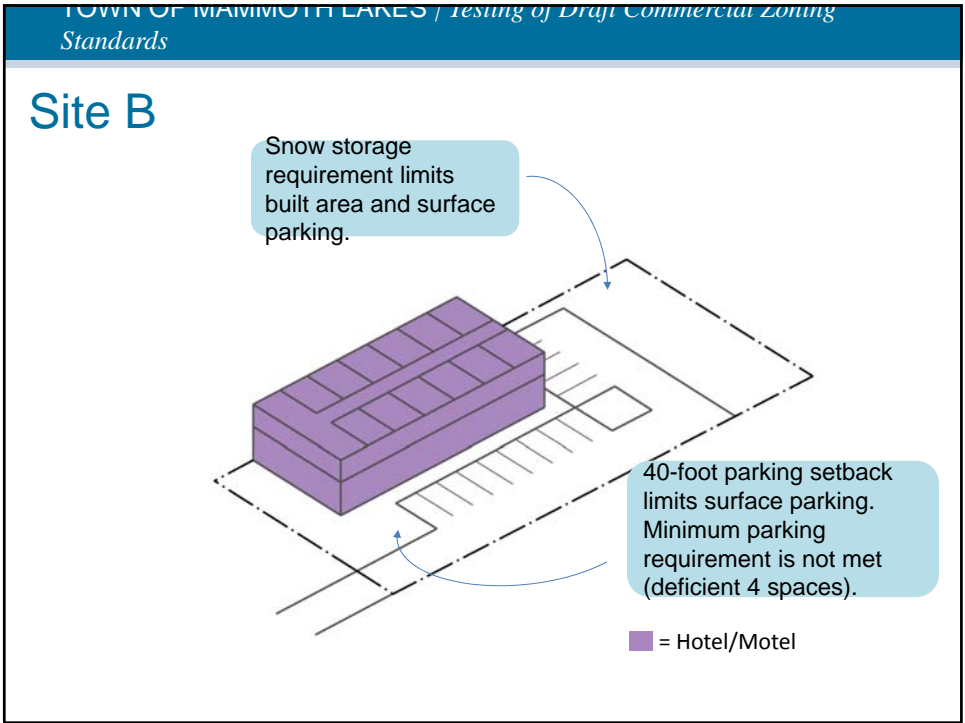 TOWN OF MAMMOTH LAKES | Testing of Draft Commercial Zoning
Standards
Site B
Snow storage
requirement limits
built area and surface
parking.
40-foot parking setback
limits surface parking.
Minimum parking
requirement is not met
(deficient 4 spaces).
= Hotel/Motel